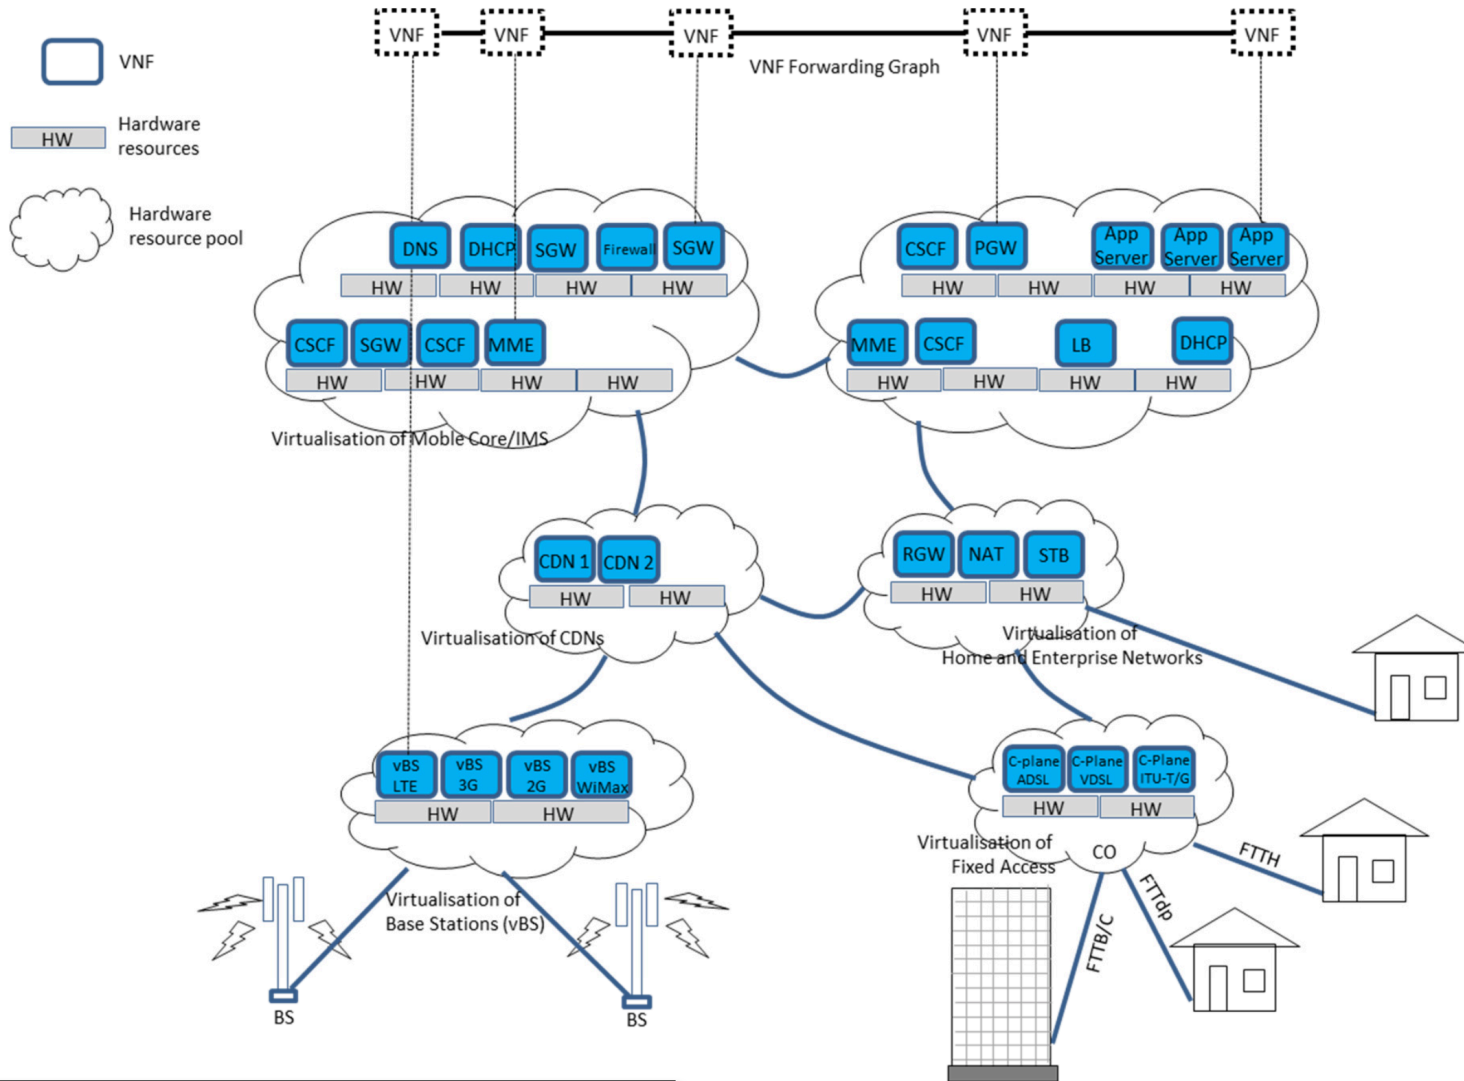 VNF VNF VNF VNF VNF
VNF Forwarding Graph
VNF
HW
Hardware
resources
Hardware
resource pool
DNS DHCP SGW Firewall SGW
HW HW HW HW
CSCF SGW CSCF MME
HW HW HW HW
Virtualisation of Moble Core/IMS
CSCF PGW
App
Server
App
Server
App
Server
HW HW HW HW
MME CSCF LB DHCP
HW HW HW HW
CDN 1 CDN 2
HW HW
Virtualisation of CDNs
RGW NAT STB
HW HW
Virtualisation of
Home and Enterprise Networks
vBS
LTE
vBS
3G
vBS
2G
vBS
WiMax
HW HW
Virtualisation of
Base Stations (vBS)
BS
BS
C-plane
ADSL
C-Plane
VDSL
C-Plane
ITU-T/G
HW HW
Virtualisation of
Fixed Access
CO
FTTH
FTTdp
FTTB/C